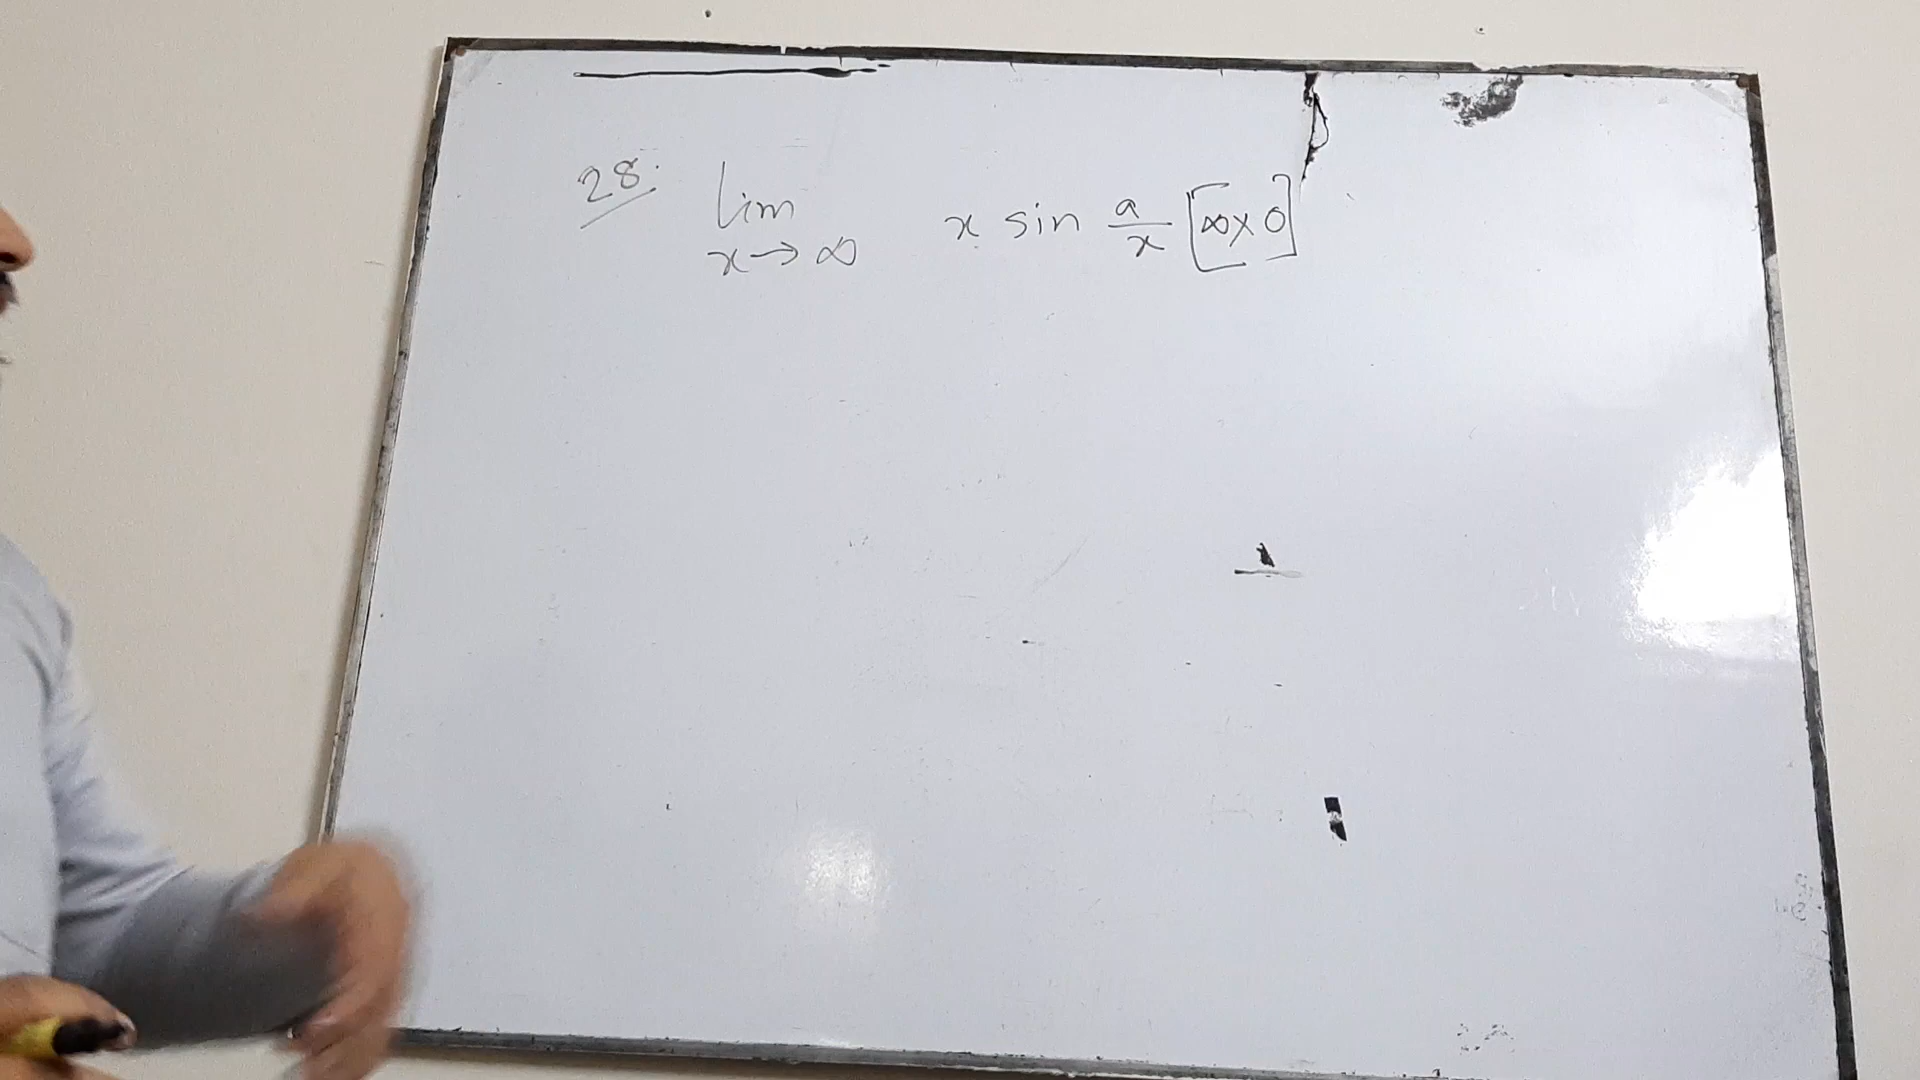 28. lim x→∞ x sin a/x [∞×0]